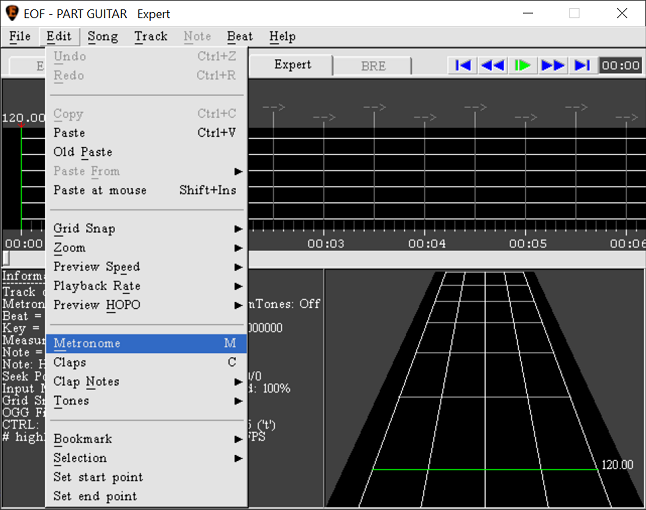 EOF - PART GUITAR   Expert
File Edit Song Track Note Beat Help
E
Expert
BRE
00:00
Undo Ctrl+Z
Redo Ctrl+R
Copy Ctrl+C
Paste Ctrl+V
Old Paste
Paste From
Paste at mouse Shift+Ins
Grid Snap
Zoom
Preview Speed
Playback Rate
Preview HOPO
Metronome M
Claps C
Clap Notes
Tones
Bookmark
Selection
Set start point
Set end point
120.00
--> --> --> --> --> --> --> -->
00:00 00:03 00:04 00:05 00:06
Informa
Track
Metron mTones: Off
Beat =
Key = 000000
Measu
Note =
Note:
Seek Po /0
Input M d: 100%
Grid Sn
OGG Fi
CTRL: 5 ('t')
# high FPS
120.00